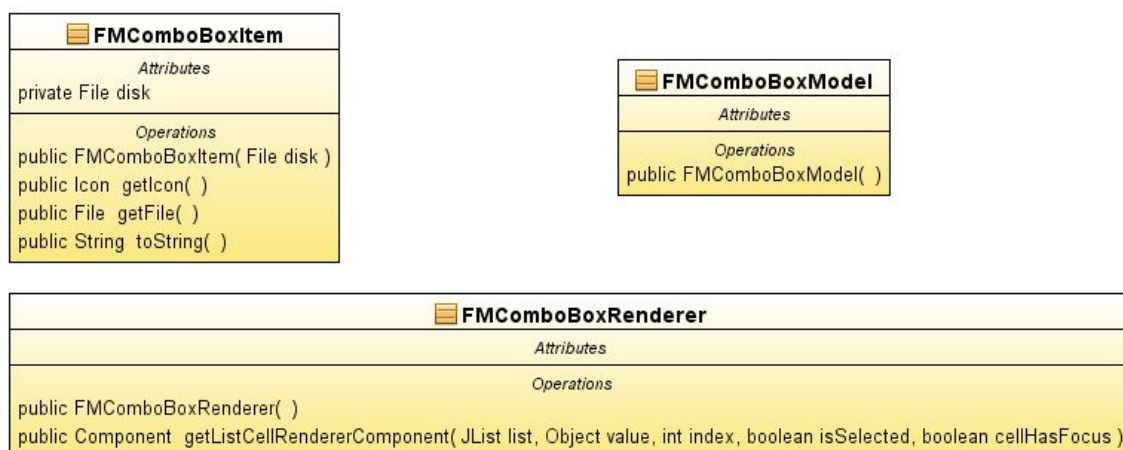 FMComboBoxItem
Attributes
private File disk
Operations
public FMComboBoxItem( File disk )
public Icon getIcon( )
public File getFile( )
public String toString( )
FMComboBoxModel
Attributes
Operations
public FMComboBoxModel( )
FMComboBoxRenderer
Attributes
Operations
public FMComboBoxRenderer( )
public Component getListCellRendererComponent( JList list, Object value, int index, boolean isSelected, boolean cellHasFocus )